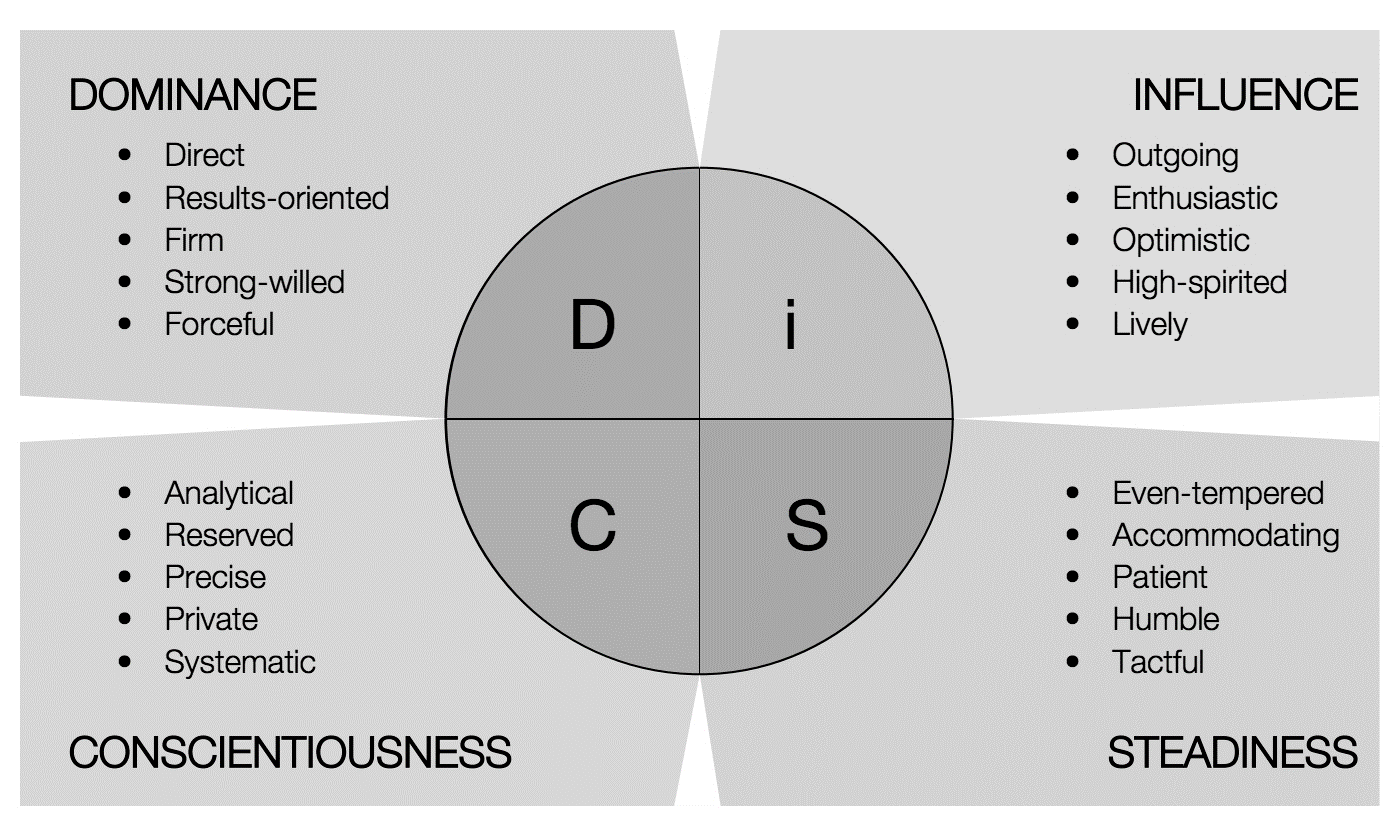 DOMINANCE
• Direct
• Results-oriented
• Firm
• Strong-willed
• Forceful
INFLUENCE
• Outgoing
• Enthusiastic
• Optimistic
• High-spirited
• Lively
D
i
C
S
• Analytical
• Reserved
• Precise
• Private
• Systematic
CONSCIENTIOUSNESS
• Even-tempered
• Accommodating
• Patient
• Humble
• Tactful
STEADINESS